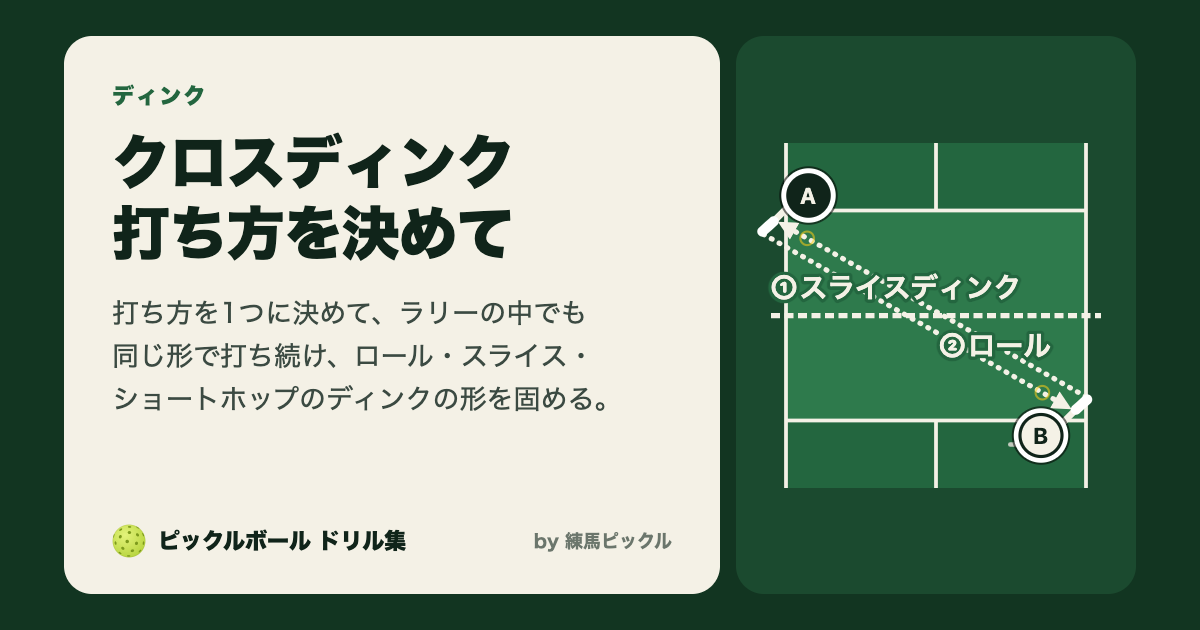 ディンク
クロスディンク
打ち方を決めて
打ち方を1つに決めて、ラリーの中でも
同じ形で打ち続け、ロール・スライス・
ショートホップのディンクの形を固める。
ピックルボール ドリル集
by 練馬ピックル
A
①スライスディンク
②ロール
B